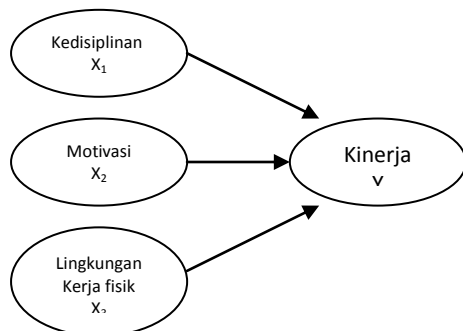 Kedisiplinan
X₁
Motivasi
X₂
Kinerja
Lingkungan
Kerja fisik